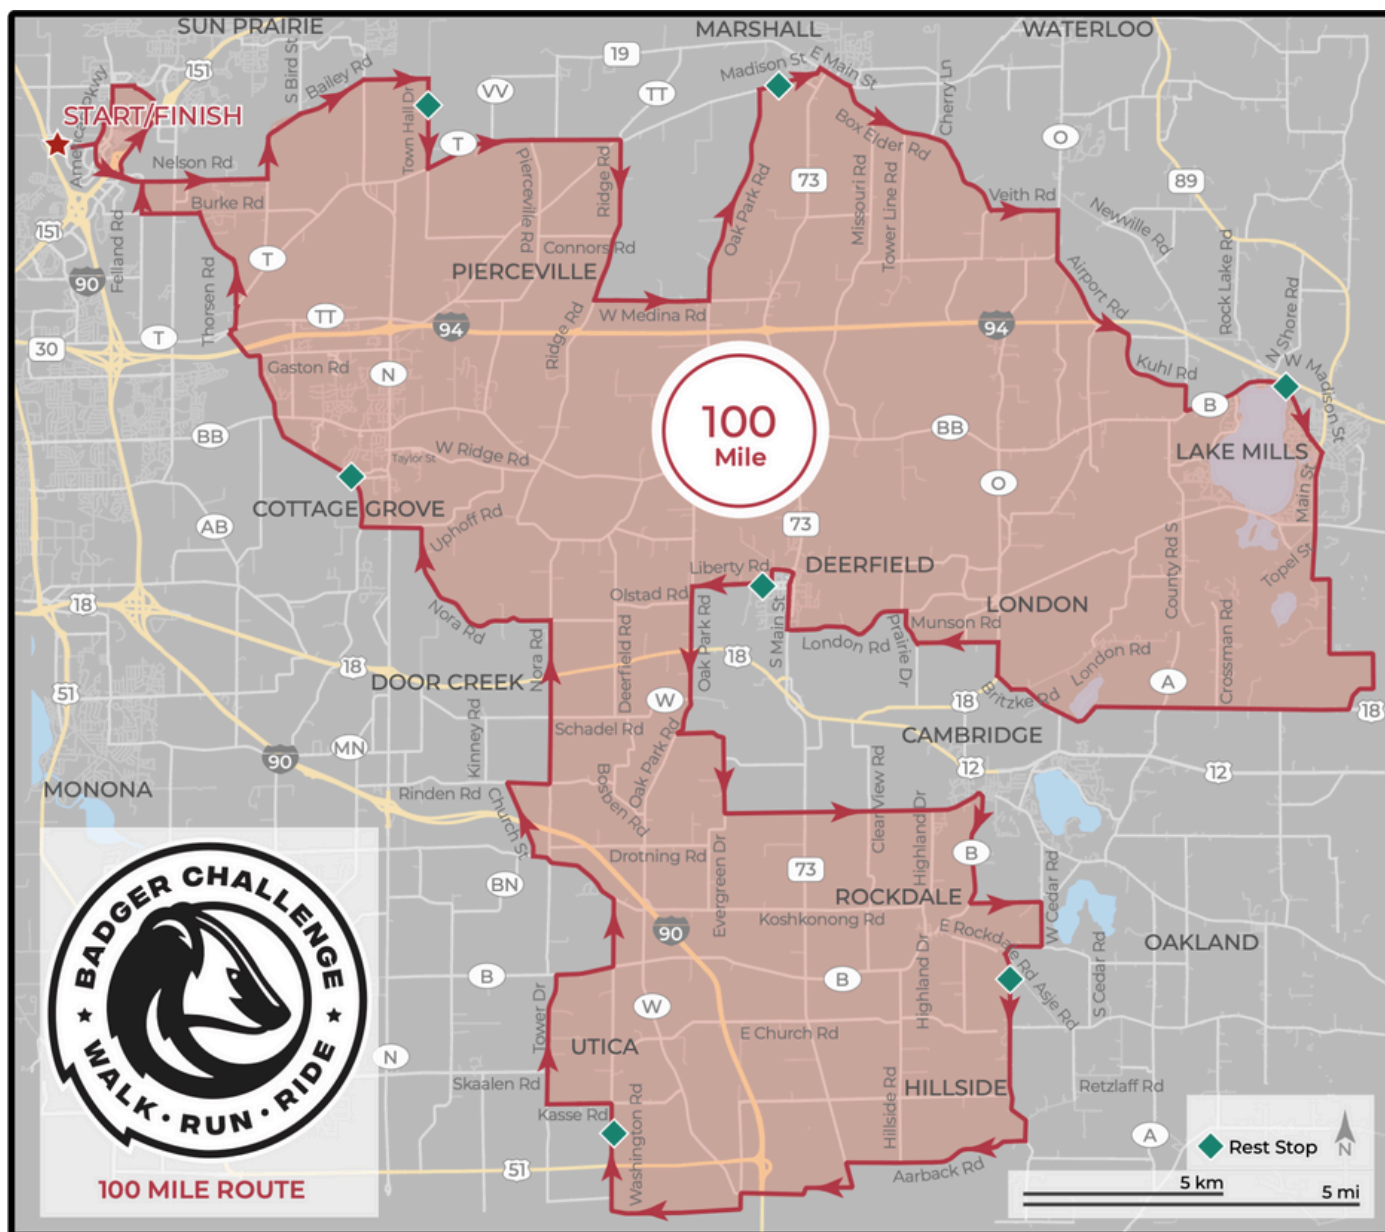 SUN PRAIRIE
MARSHALL
WATERLOO
19
151
S Bird St
Bailey Rd
Madison St
E Main St
VV
TT
Cherry Ln
Town Hall Dr
START/FINISH
Box Elder Rd
O
T
Nelson Rd
Pierceville Rd
Ridge Rd
Oak Park Rd
73
Missouri Rd
Tower Line Rd
89
Veith Rd
Burke Rd
Newville Rd
151
Felland Rd
Connors Rd
Rock Lake Rd
T
PIERCEVILLE
Airport Rd
90
Thorsen Rd
N Shore Rd
TT
W Medina Rd
94
94
T
30
Ridge Rd
Gaston Rd
N
Kuhl Rd
W Madison St
B
100
Mile
BB
BB
W Ridge Rd
Taylor St
LAKE MILLS
O
COTTAGE GROVE
Main St
AB
Uphoff Rd
73
County Rd S
Liberty Rd
DEERFIELD
Topel St
Olstad Rd
18
LONDON
Nora Rd
S Main St
Munson Rd
London Rd
Prairie Dr
Deerfield Rd
Oak Park Rd
Nora Rd
18
18
Crossman Rd
London Rd
DOOR CREEK
A
51
W
18
Britzke Rd
18
Schadel Rd
CAMBRIDGE
Kinney Rd
MN
90
Oak Park Rd
12
12
MONONA
Rinden Rd
Bosben Rd
Clear View Rd
Highland Dr
Church St
Drotning Rd
B
Evergreen Dr
73
BN
ROCKDALE
W Cedar Rd
Koshkonong Rd
90
E Rockdale Rd
OAKLAND
Highland Dr
S Cedar Rd
B
B
Asje Rd
Tower Dr
W
E Church Rd
UTICA
N
Skaalen Rd
HILLSIDE
Retzlaff Rd
Kasse Rd
Washington Rd
Hillside Rd
A
51
Aarback Rd
BADGER CHALLENGE
WALK • RUN • RIDE
100 MILE ROUTE
Rest Stop
N
5 km
5 mi